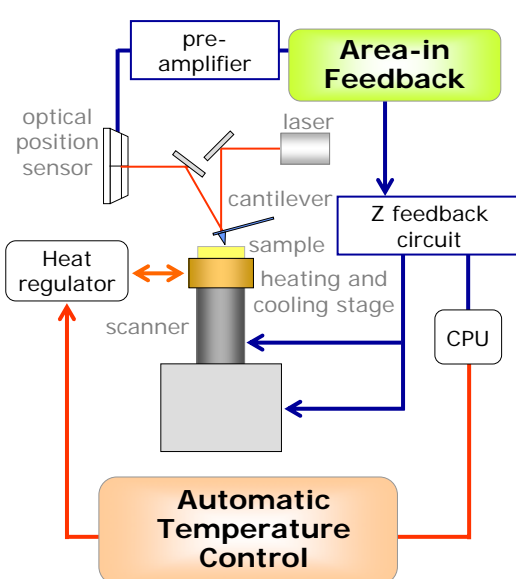 pre-
amplifier
Area-in
Feedback
optical
position
sensor
laser
cantilever
Z feedback
circuit
sample
Heat
regulator
heating and
cooling stage
scanner
CPU
Automatic
Temperature
Control